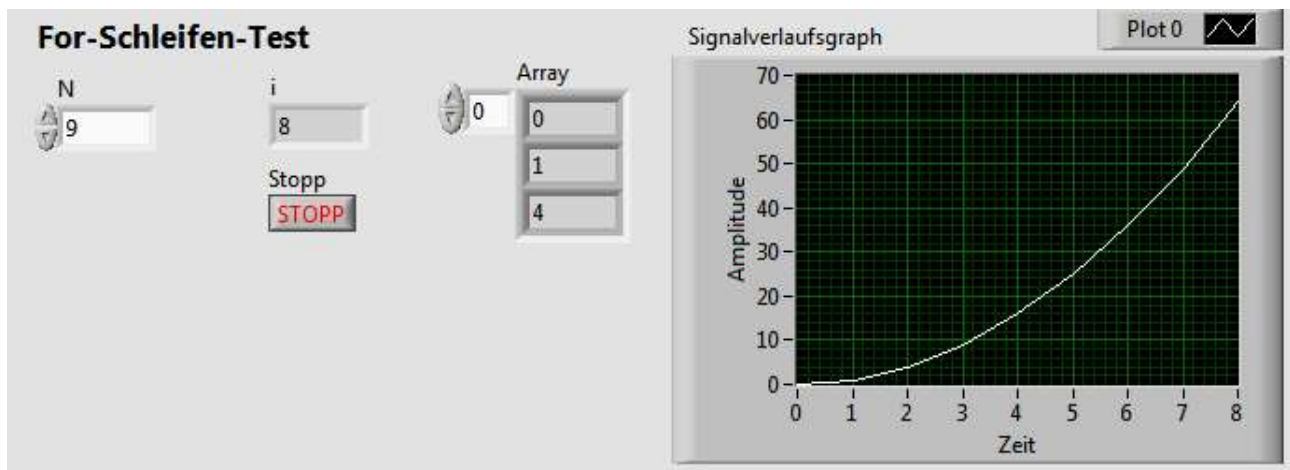 For-Schleifen-Test
N
9
i
8
Stopp
STOPP
Array
0
0
1
4
Signalverlaufsgraph
Plot 0
Amplitude
70
60
50
40
30
20
10
0
0 1 2 3 4 5 6 7 8
Zeit